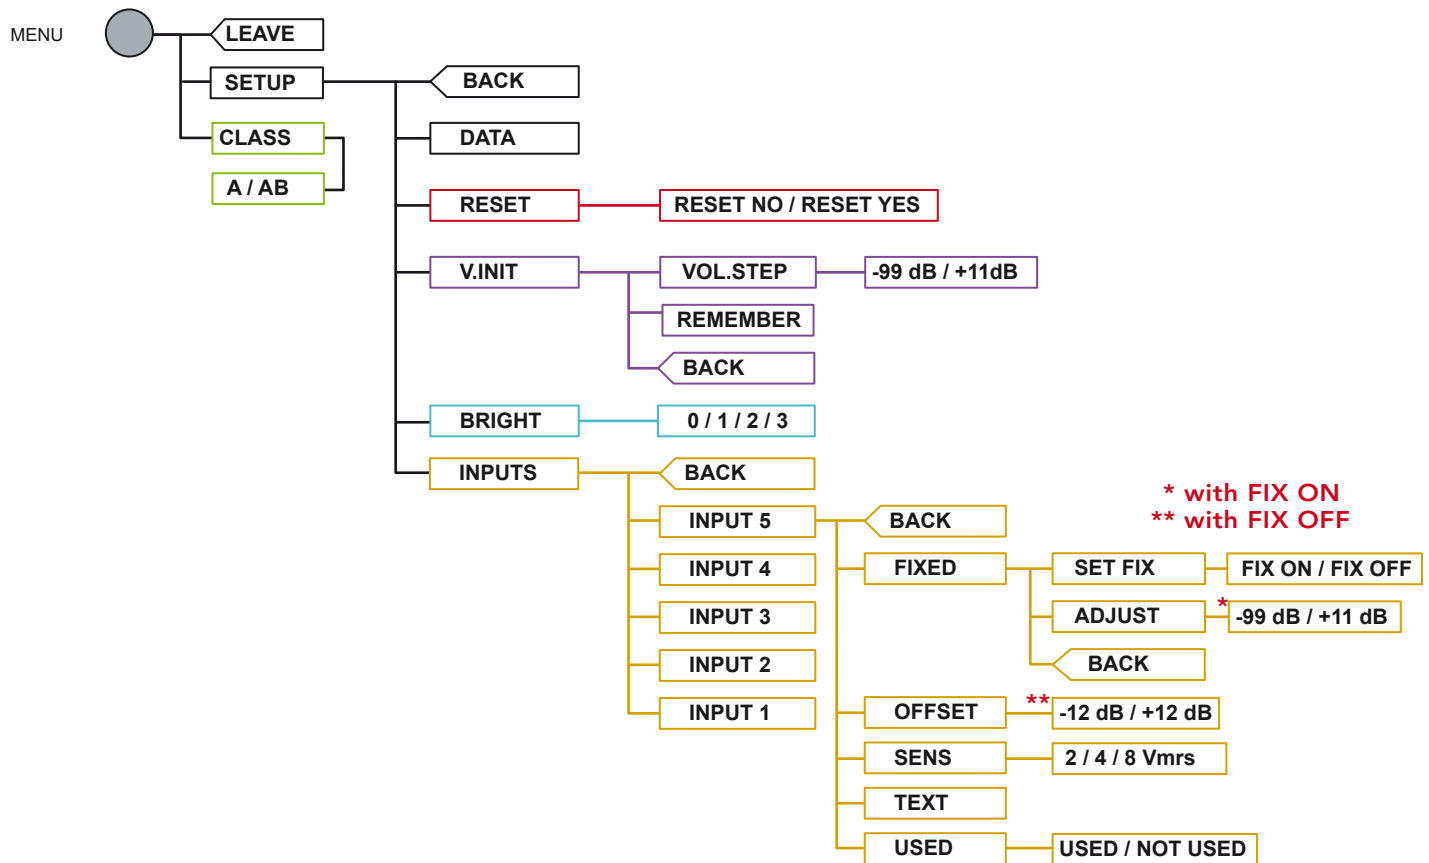 MENU
LEAVE
SETUP
BACK
CLASS
DATA
A / AB
RESET
RESET NO / RESET YES
V.INIT
VOL.STEP
-99 dB / +11dB
REMEMBER
BACK
BRIGHT
0 / 1 / 2 / 3
INPUTS
BACK
* with FIX ON
** with FIX OFF
INPUT 5
BACK
INPUT 4
FIXED
SET FIX
FIX ON / FIX OFF
INPUT 3
ADJUST
*
-99 dB / +11 dB
INPUT 2
BACK
INPUT 1
OFFSET
**
-12 dB / +12 dB
SENS
2 / 4 / 8 Vmrs
TEXT
USED
USED / NOT USED